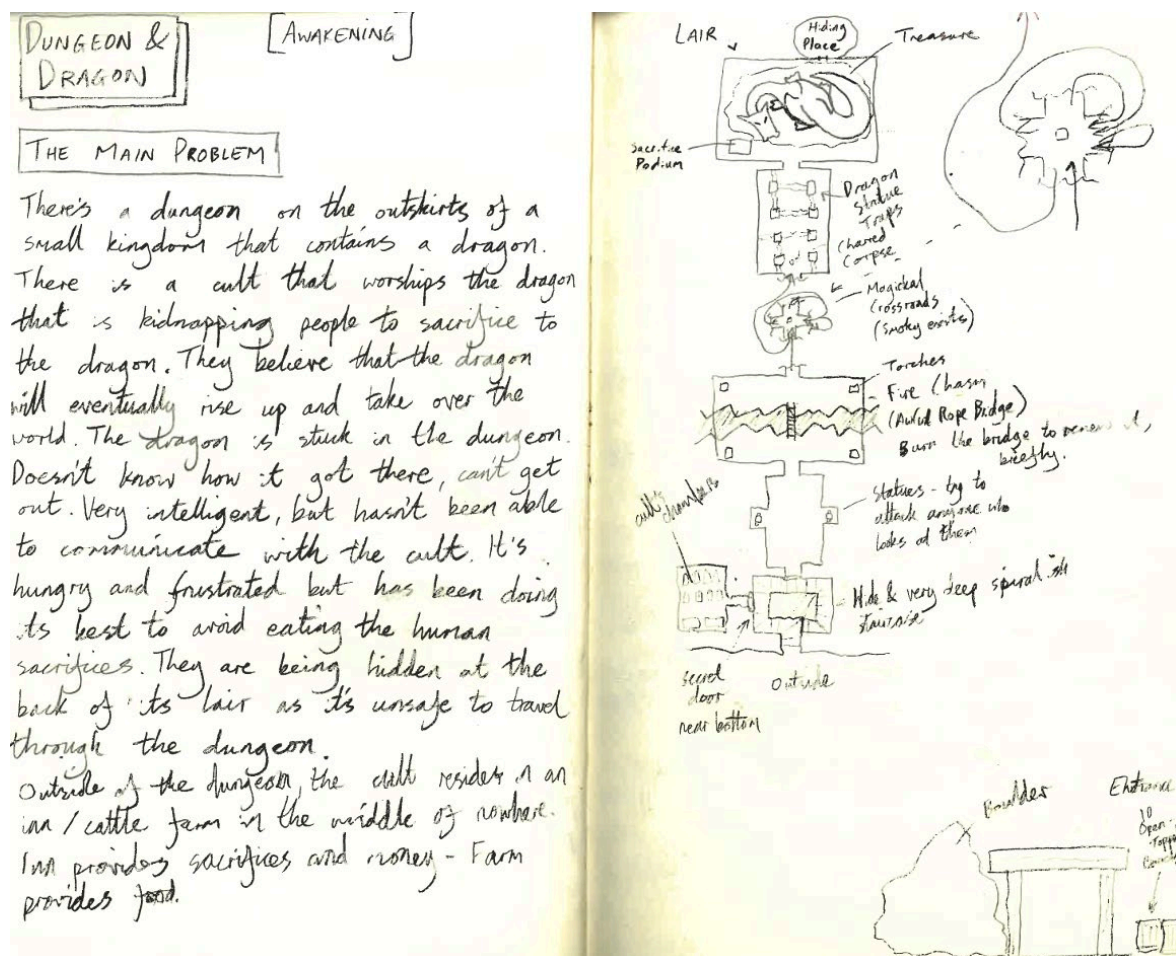 DUNGEON &
DRAGON
[AWAKENING]
THE MAIN PROBLEM
There's a dungeon on the outskirts of a
small kingdom that contains a dragon.
There is a cult that worships the dragon
that is kidnapping people to sacrifice to
the dragon. They believe that the dragon
will eventually rise up and take over the
world. The dragon is stuck in the dungeon.
Doesn't know how it got there, can't get
out. Very intelligent, but hasn't been able
to communicate with the cult. It's
hungry and frustrated but has been doing
its best to avoid eating the human
sacrifices. They are being hidden at the
back of its lair as it's unsafe to travel
through the dungeon.
Outside of the dungeon, the cult resides in an
inn / cattle farm in the middle of nowhere.
Inn provides sacrifices and money - Farm
provides food.
LAIR
Hiding
Place
Treasure
Sacrifice
Podium
Dragon
Statue
Traps
Charred
Corpse
Magickal
Crossroads
(smoky exits)
Torches
Fire Chasm
(Awful Rope Bridge)
Burn the bridge to renew it,
briefly.
Statues - try to
attack anyone who
looks at them
cult's chambers
Wide & very deep spiral ish
staircase
secret
door
near bottom
Outside
Boulder
Entrance
10
Open-
Topped